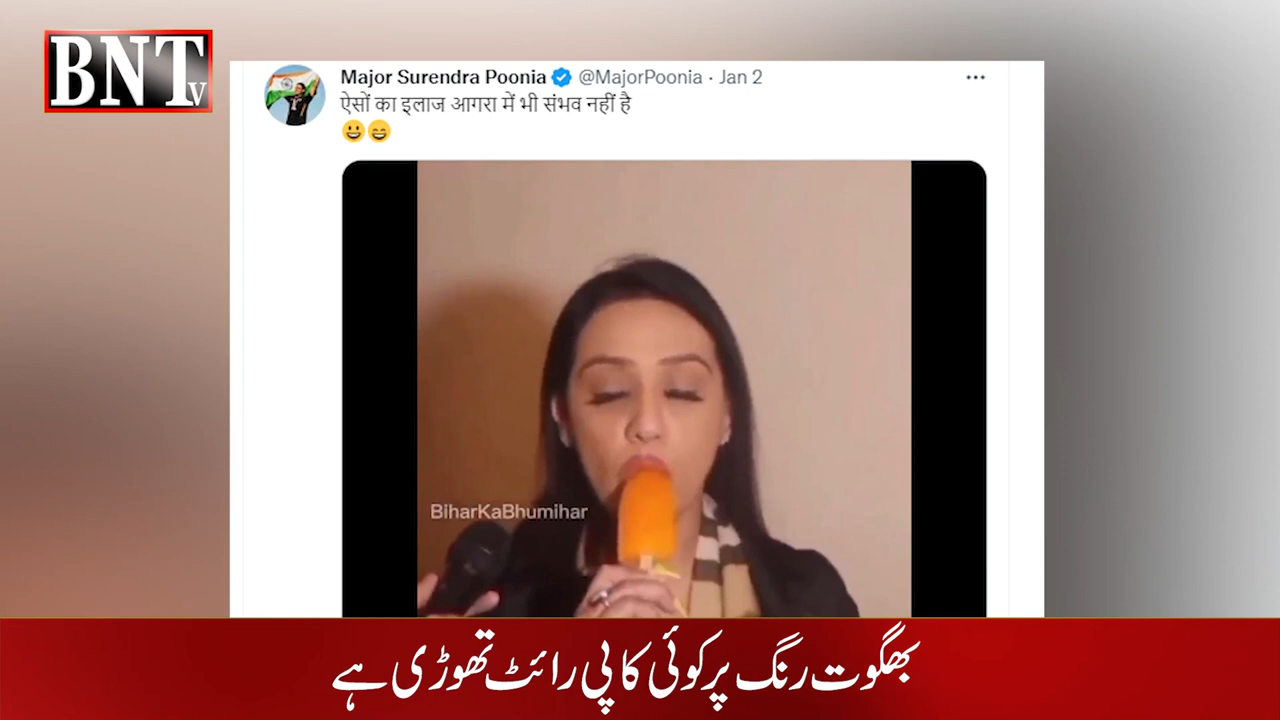 BNTv
Major Surendra Poonia @MajorPoonia · Jan 2
ऐसों का इलाज आगरा में भी संभव नहीं है
BiharKaBhumihar
بھگوت رنگ پر کوئی کاپی رائٹ تھوڑی ہے